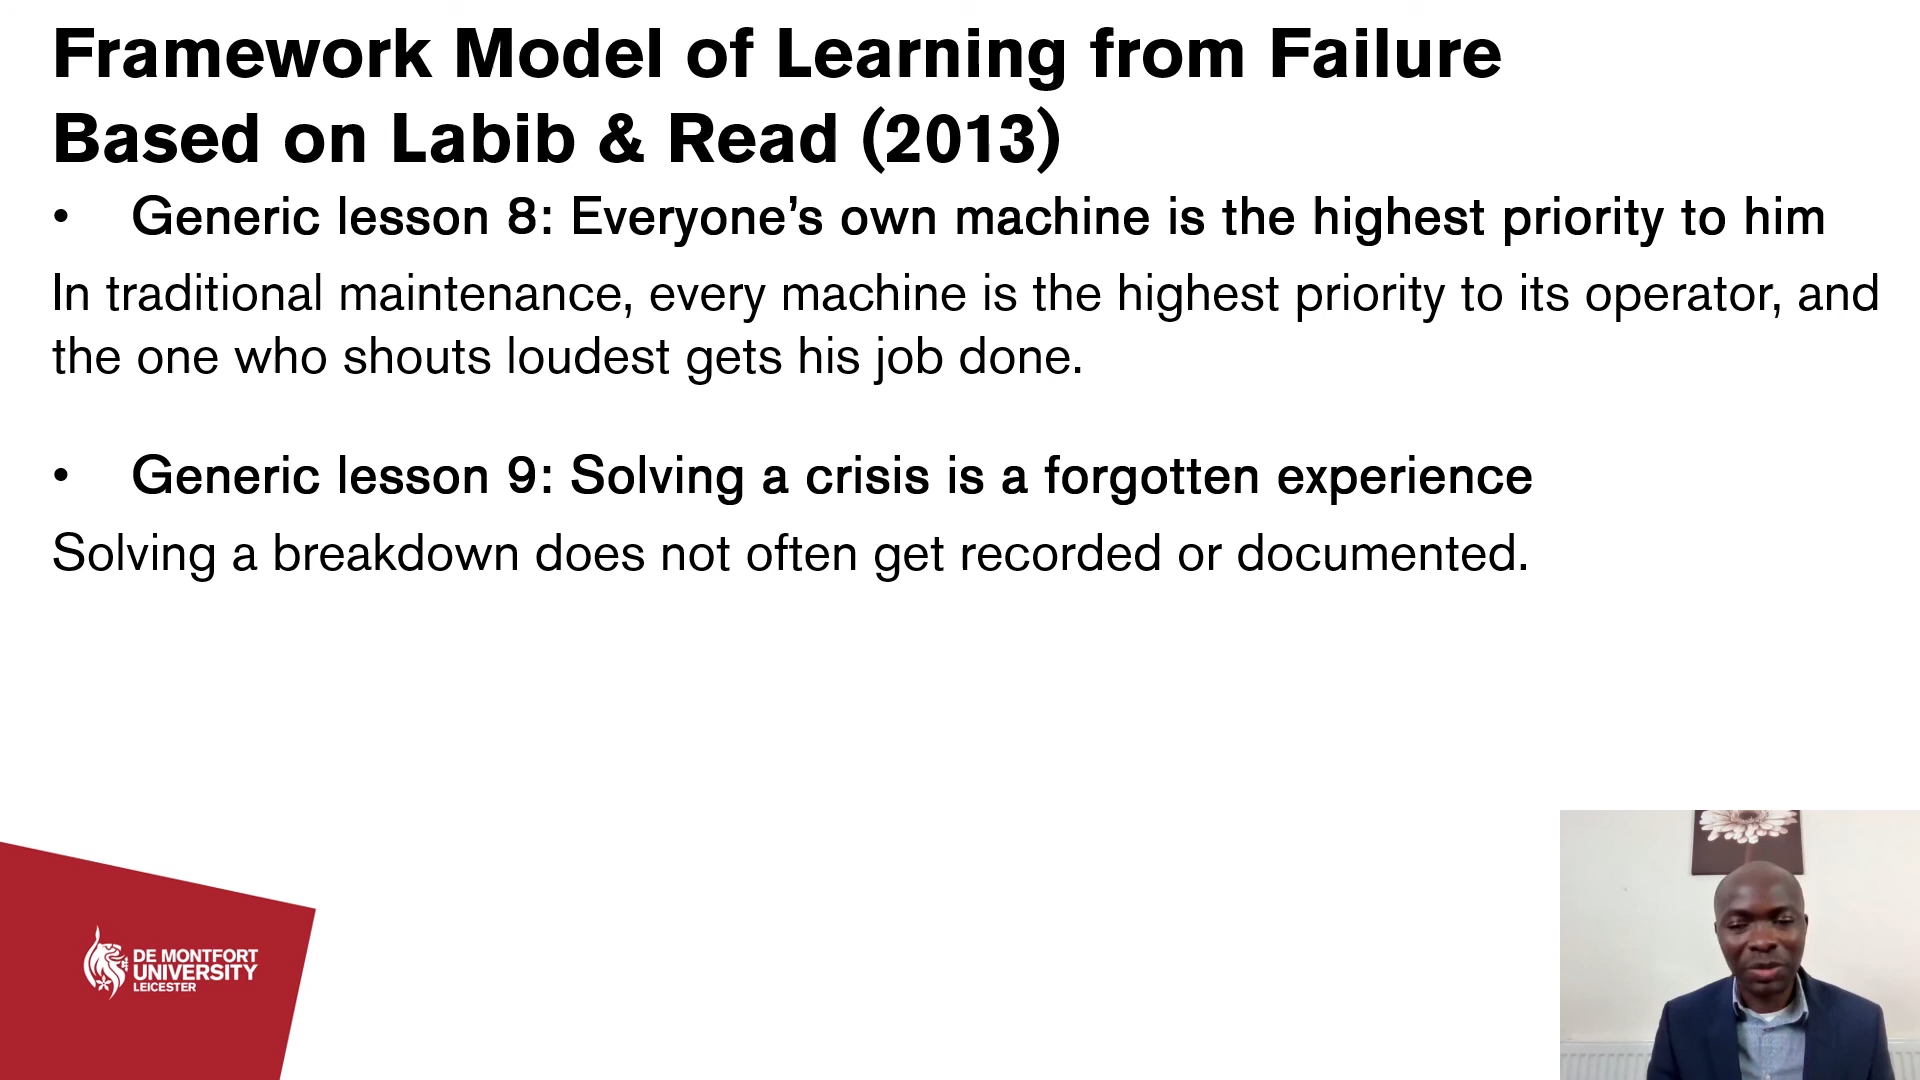 Framework Model of Learning from Failure
Based on Labib & Read (2013)
• Generic lesson 8: Everyone’s own machine is the highest priority to him
In traditional maintenance, every machine is the highest priority to its operator, and
the one who shouts loudest gets his job done.
• Generic lesson 9: Solving a crisis is a forgotten experience
Solving a breakdown does not often get recorded or documented.
DE MONTFORT
UNIVERSITY
LEICESTER